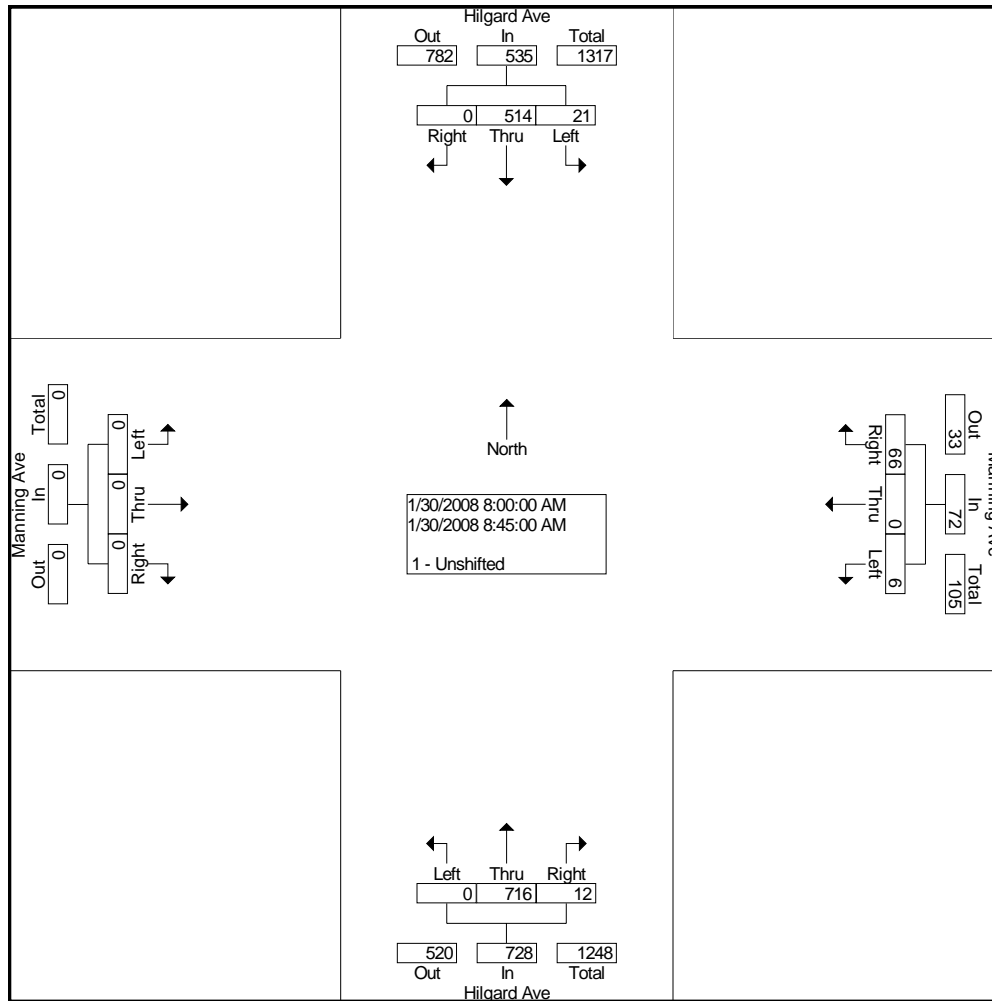 Hilgard Ave
Out In Total
782 535 1317
0 514 21
Right Thru Left
Manning Ave
Total In Out
0 0 0
0 0 0
Left Thru Right
North
1/30/2008 8:00:00 AM
1/30/2008 8:45:00 AM
1 - Unshifted
Right Thru Left
66 0 6
Out In Total
33 72 105
Manning Ave
Left Thru Right
0 716 12
520 728 1248
Out In Total
Hilgard Ave